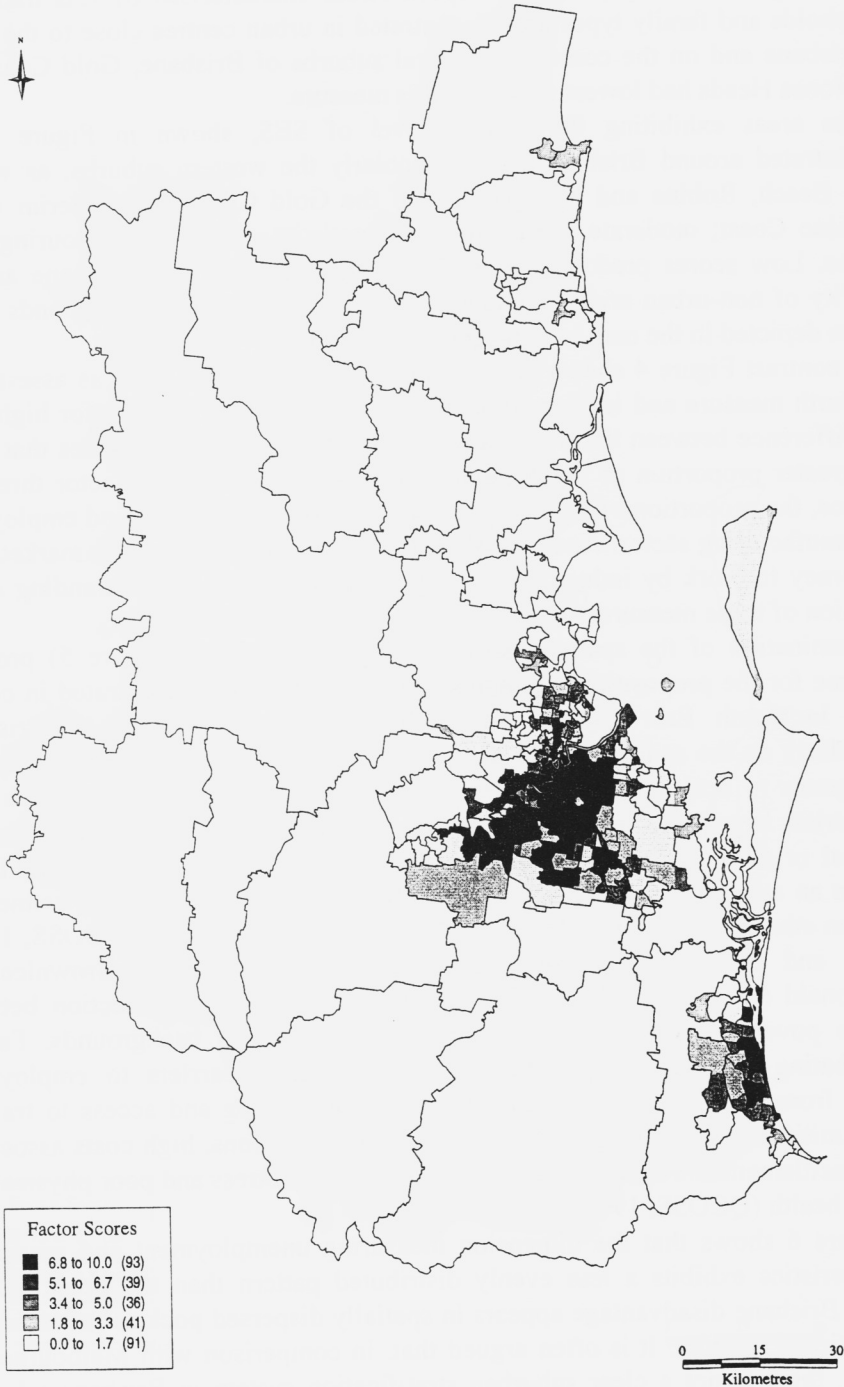 N
Factor Scores
6.8 to 10.0 (93)
5.1 to 6.7 (39)
3.4 to 5.0 (36)
1.8 to 3.3 (41)
0.0 to 1.7 (91)
0 15 30
Kilometres